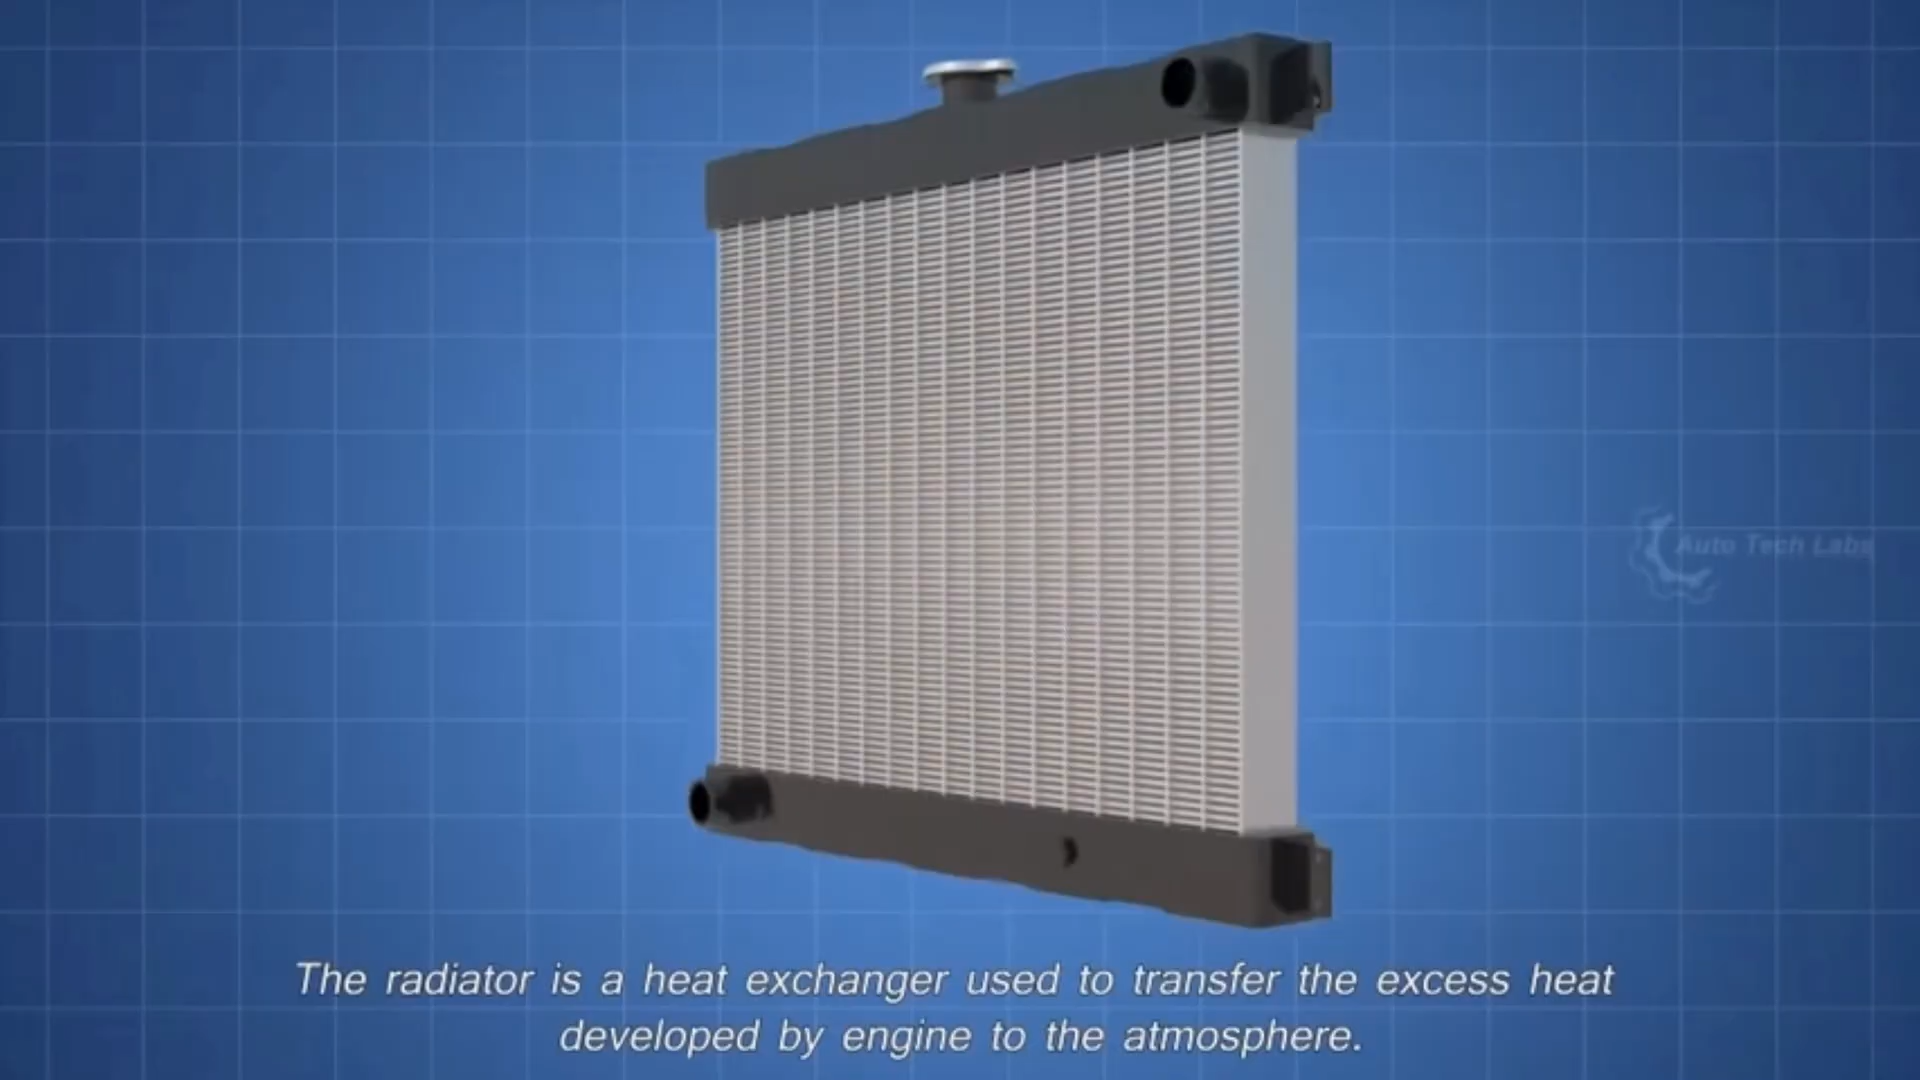 Auto Tech Labs
The radiator is a heat exchanger used to transfer the excess heat
developed by engine to the atmosphere.